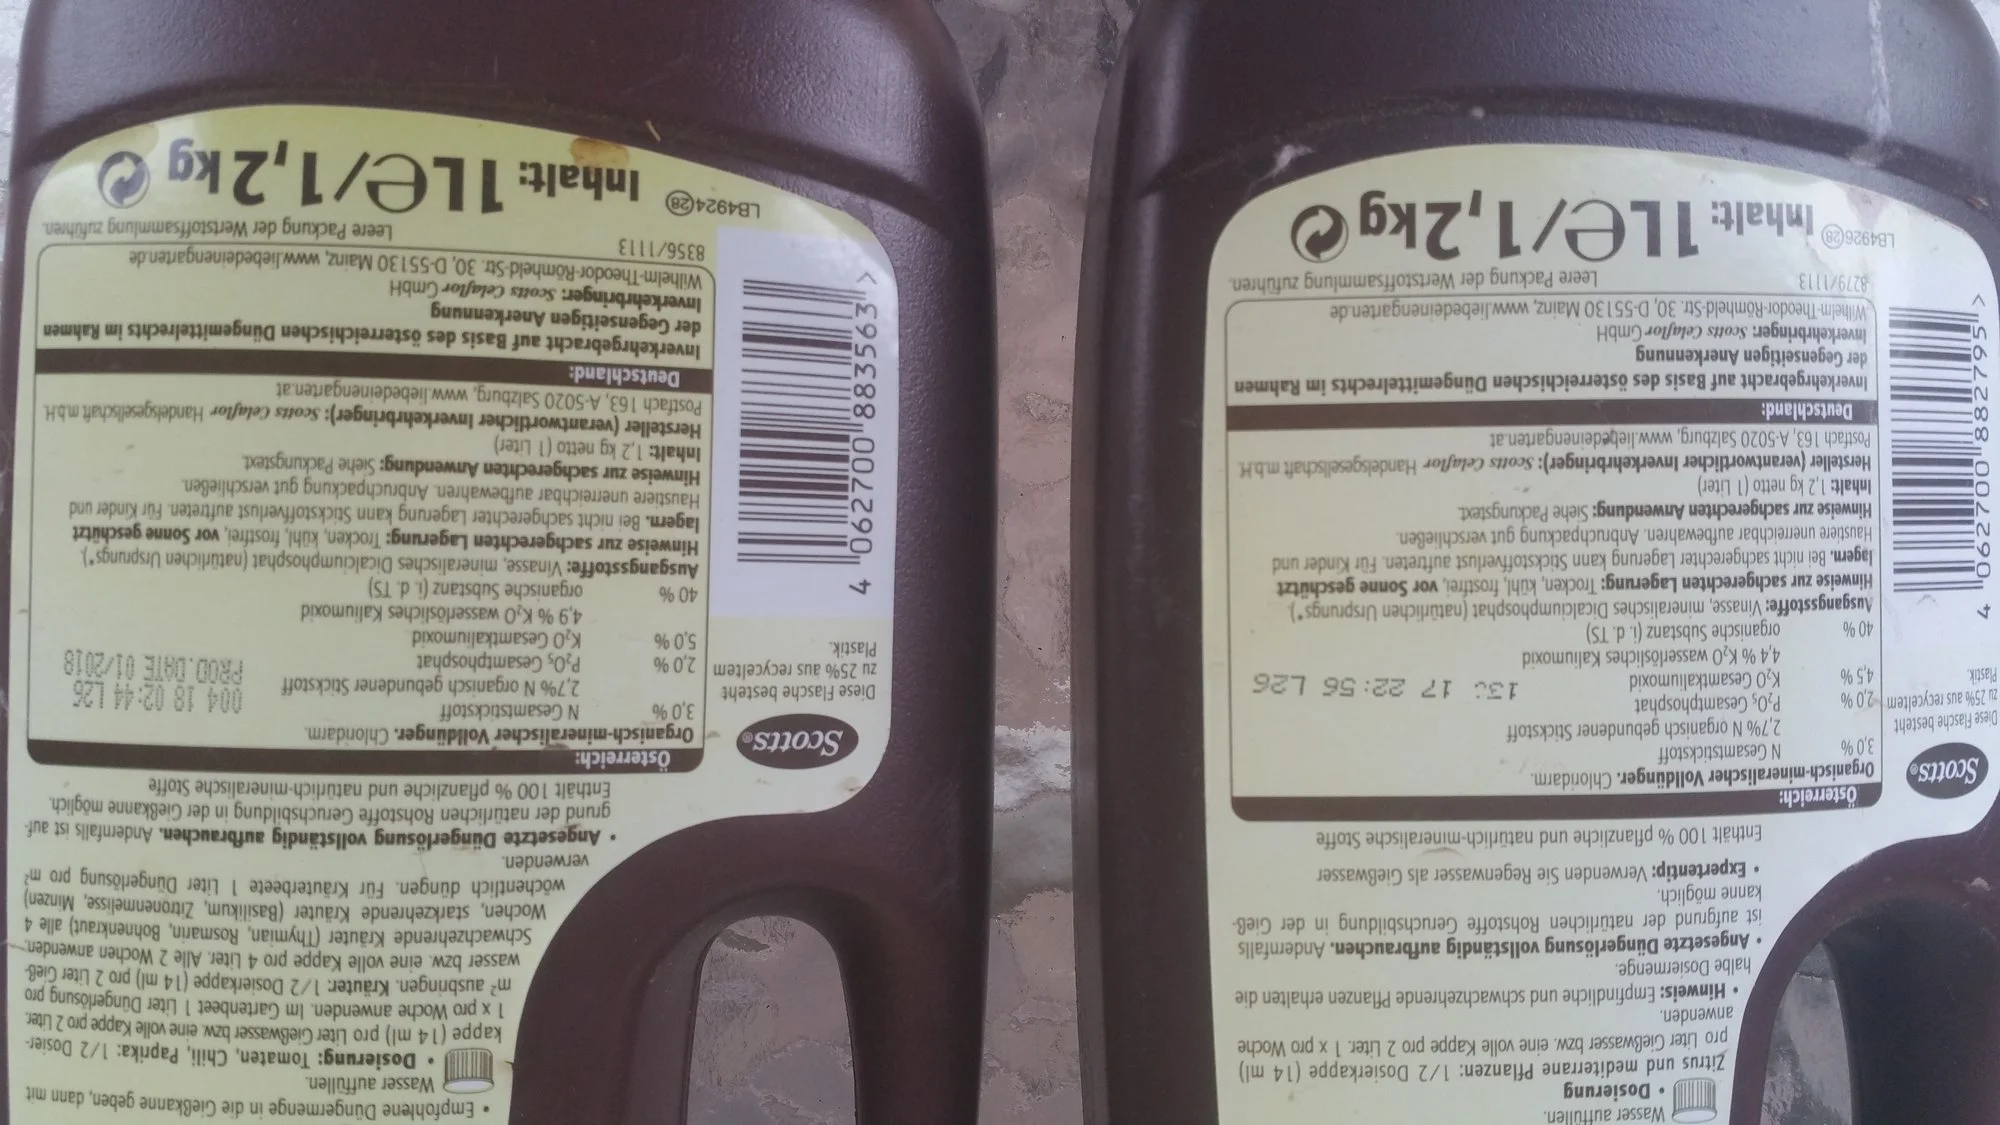 • Empfohlene Düngermenge in die Gießkanne geben, dann mit
Wasser auffüllen.
• Dosierung: Tomaten, Chili, Paprika: 1/2 Dosier-
kappe (14 ml) pro Liter Gießwasser bzw. eine volle Kappe pro 2 Liter.
1 x pro Woche anwenden. Im Gartenbeet 1 Liter Düngerlösung pro
m² ausbringen. Kräuter: 1/2 Dosierkappe (14 ml) pro 2 Liter Gieß-
wasser bzw. eine volle Kappe pro 4 Liter. Alle 2 Wochen anwenden.
Schwachzehrende Kräuter (Thymian, Rosmarin, Bohnenkraut) alle 4
Wochen, starkzehrende Kräuter (Basilikum, Zitronenmelisse, Minzen)
wöchentlich düngen. Für Kräuterbeete 1 Liter Düngerlösung pro m²
verwenden.
• Angesetzte Düngerlösung vollständig aufbrauchen. Andernfalls ist auf-
grund der natürlichen Rohstoffe Geruchsbildung in der Gießkanne möglich.
Enthält 100 % pflanzliche und natürlich-mineralische Stoffe
Österreich:
Organisch-mineralischer Volldünger. Chloridarm.
3,0 % N Gesamtstickstoff
2,7% N organisch gebundener Stickstoff
2,0 % P₂O₅ Gesamtphosphat
5,0 % K₂O Gesamtkaliumoxid
4,9 % K₂O wasserlösliches Kaliumoxid
40 % organische Substanz (i. d. TS)
004 18 02:44 L26
PROD.DATE 01/2018
Ausgangsstoffe: Vinasse, mineralisches Dicalciumphosphat (natürlichen Ursprungs*).
Hinweise zur sachgerechten Lagerung: Trocken, kühl, frostfrei, vor Sonne geschützt
lagern. Bei nicht sachgerechter Lagerung kann Stickstoffverlust auftreten. Für Kinder und
Haustiere unerreichbar aufbewahren. Anbruchpackung gut verschließen.
Hinweise zur sachgerechten Anwendung: Siehe Packungstext.
Inhalt: 1,2 kg netto (1 Liter)
Hersteller (verantwortlicher Inverkehrbringer): Scotts Celaflor Handelsgesellschaft m.b.H.
Postfach 163, A-5020 Salzburg, www.liebedeinengarten.at
Deutschland:
Inverkehrgebracht auf Basis des österreichischen Düngemittelrechts im Rahmen
der Gegenseitigen Anerkennung
Inverkehrbringer: Scotts Celaflor GmbH
Wilhelm-Theodor-Römheld-Str. 30, D-55130 Mainz, www.liebedeinengarten.de
8356/1113
Leere Packung der Wertstoffsammlung zuführen.
LB4924 28
Inhalt: 1L e/1,2kg
Scotts®
Diese Flasche besteht
zu 25% aus recyceltem
Plastik.
4 062700 883563 >
Wasser auffüllen.
• Dosierung
Zitrus und mediterrane Pflanzen: 1/2 Dosierkappe (14 ml)
pro Liter Gießwasser bzw. eine volle Kappe pro 2 Liter. 1 x pro Woche
anwenden.
• Hinweis: Empfindliche und schwachzehrende Pflanzen erhalten die
halbe Dosiermenge.
• Angesetzte Düngerlösung vollständig aufbrauchen. Andernfalls
ist aufgrund der natürlichen Rohstoffe Geruchsbildung in der Gieß-
kanne möglich.
• Expertentip: Verwenden Sie Regenwasser als Gießwasser
Enthält 100 % pflanzliche und natürlich-mineralische Stoffe
Österreich:
Organisch-mineralischer Volldünger. Chloridarm.
3,0 % N Gesamtstickstoff
2,7% N organisch gebundener Stickstoff
2,0 % P₂O₅ Gesamtphosphat
4,5 % K₂O Gesamtkaliumoxid
4,4 % K₂O wasserlösliches Kaliumoxid
40 % organische Substanz (i. d. TS)
17 22:56 L26
Ausgangsstoffe: Vinasse, mineralisches Dicalciumphosphat (natürlichen Ursprungs*).
Hinweise zur sachgerechten Lagerung: Trocken, kühl, frostfrei, vor Sonne geschützt
lagern. Bei nicht sachgerechter Lagerung kann Stickstoffverlust auftreten. Für Kinder und
Haustiere unerreichbar aufbewahren. Anbruchpackung gut verschließen.
Hinweise zur sachgerechten Anwendung: Siehe Packungstext.
Inhalt: 1,2 kg netto (1 Liter)
Hersteller (verantwortlicher Inverkehrbringer): Scotts Celaflor Handelsgesellschaft m.b.H.
Postfach 163, A-5020 Salzburg, www.liebedeinengarten.at
Deutschland:
Inverkehrgebracht auf Basis des österreichischen Düngemittelrechts im Rahmen
der Gegenseitigen Anerkennung
Inverkehrbringer: Scotts Celaflor GmbH
Wilhelm-Theodor-Römheld-Str. 30, D-55130 Mainz, www.liebedeinengarten.de
8279/1113
Leere Packung der Wertstoffsammlung zuführen.
LB4926 28
Inhalt: 1L e/1,2kg
Scotts®
Diese Flasche besteht
zu 25% aus recyceltem
Plastik.
4 062700 882795 >